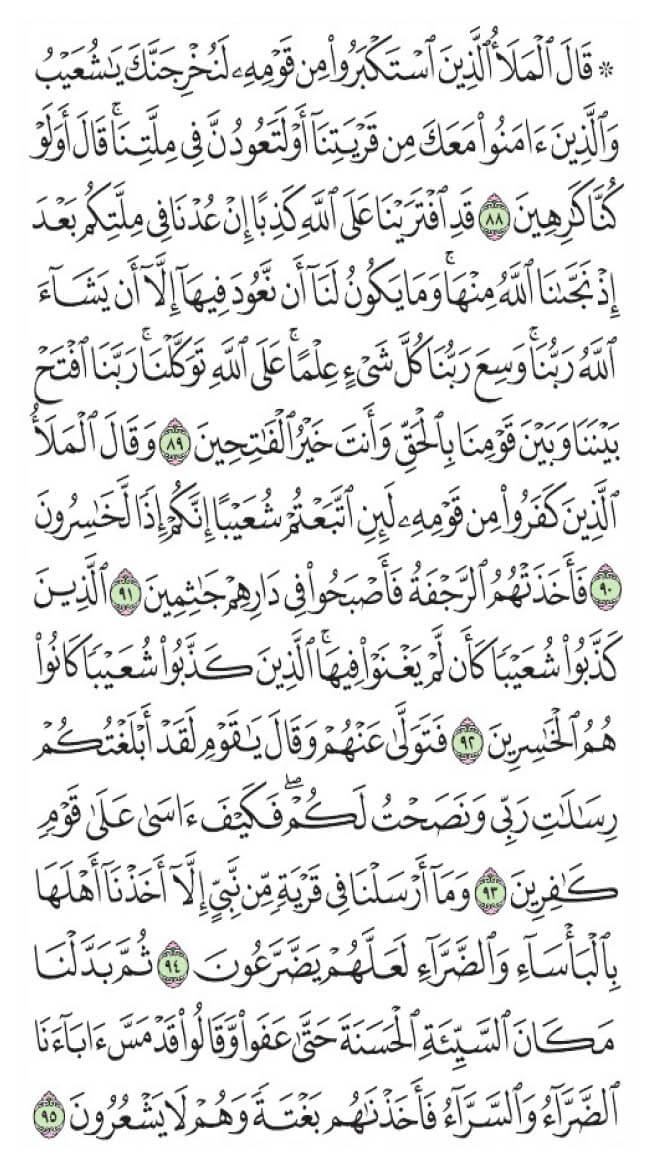 ۞ قَالَ ٱلْمَلَأُ ٱلَّذِينَ ٱسْتَكْبَرُوا۟ مِن قَوْمِهِۦ لَنُخْرِجَنَّكَ يَـٰشُعَيْبُ
وَٱلَّذِينَ ءَامَنُوا۟ مَعَكَ مِن قَرْيَتِنَآ أَوْ لَتَعُودُنَّ فِى مِلَّتِنَا ۚ قَالَ أَوَلَوْ
كُنَّا كَـٰرِهِينَ ٨٨ قَدِ ٱفْتَرَيْنَا عَلَى ٱللَّهِ كَذِبًا إِنْ عُدْنَا فِى مِلَّتِكُم بَعْدَ
إِذْ نَجَّىٰنَا ٱللَّهُ مِنْهَا ۚ وَمَا يَكُونُ لَنَآ أَن نَّعُودَ فِيهَآ إِلَّآ أَن يَشَآءَ
ٱللَّهُ رَبُّنَا ۚ وَسِعَ رَبُّنَا كُلَّ شَىْءٍ عِلْمًا ۚ عَلَى ٱللَّهِ تَوَكَّلْنَا ۚ رَبَّنَا ٱفْتَحْ
بَيْنَنَا وَبَيْنَ قَوْمِنَا بِٱلْحَقِّ وَأَنتَ خَيْرُ ٱلْفَـٰتِحِينَ ٨٩ وَقَالَ ٱلْمَلَأُ
ٱلَّذِينَ كَفَرُوا۟ مِن قَوْمِهِۦ لَئِنِ ٱتَّبَعْتُمْ شُعَيْبًا إِنَّكُمْ إِذًا لَّخَـٰسِرُونَ
٩٠ فَأَخَذَتْهُمُ ٱلرَّجْفَةُ فَأَصْبَحُوا۟ فِى دَارِهِمْ جَـٰثِمِينَ ٩١ ٱلَّذِينَ
كَذَّبُوا۟ شُعَيْبًا كَأَن لَّمْ يَغْنَوْا۟ فِيهَا ۚ ٱلَّذِينَ كَذَّبُوا۟ شُعَيْبًا كَانُوا۟
هُمُ ٱلْخَـٰسِرِينَ ٩٢ فَتَوَلَّىٰ عَنْهُمْ وَقَالَ يَـٰقَوْمِ لَقَدْ أَبْلَغْتُكُمْ
رِسَـٰلَـٰتِ رَبِّى وَنَصَحْتُ لَكُمْ ۖ فَكَيْفَ ءَاسَىٰ عَلَىٰ قَوْمٍ
كَـٰفِرِينَ ٩٣ وَمَآ أَرْسَلْنَا فِى قَرْيَةٍ مِّن نَّبِىٍّ إِلَّآ أَخَذْنَآ أَهْلَهَا
بِٱلْبَأْسَآءِ وَٱلضَّرَّآءِ لَعَلَّهُمْ يَضَّرَّعُونَ ٩٤ ثُمَّ بَدَّلْنَا
مَكَانَ ٱلسَّيِّئَةِ ٱلْحَسَنَةَ حَتَّىٰ عَفَوا۟ وَّقَالُوا۟ قَدْ مَسَّ ءَابَآءَنَا
ٱلضَّرَّآءُ وَٱلسَّرَّآءُ فَأَخَذْنَـٰهُم بَغْتَةً وَهُمْ لَا يَشْعُرُونَ ٩٥